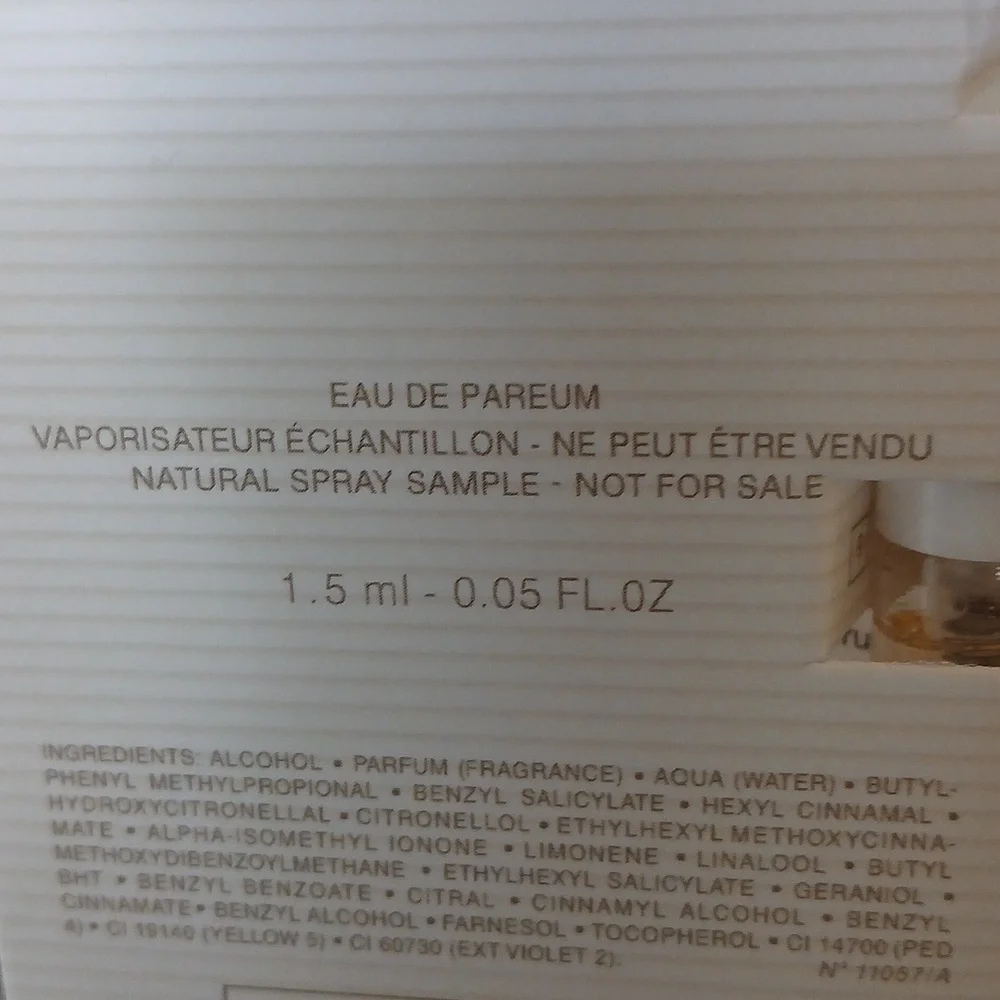 EAU DE PAREUM
VAPORISATEUR ÉCHANTILLON - NE PEUT ÉTRE VENDU
NATURAL SPRAY SAMPLE - NOT FOR SALE
1.5 ml - 0.05 FL.OZ
INGREDIENTS: ALCOHOL • PARFUM (FRAGRANCE) • AQUA (WATER) • BUTYL-
PHENYL METHYLPROPIONAL • BENZYL SALICYLATE • HEXYL CINNAMAL •
HYDROXYCITRONELLAL • CITRONELLOL • ETHYLHEXYL METHOXYCINNA-
MATE • ALPHA-ISOMETHYL IONONE • LIMONENE • LINALOOL • BUTYL
METHOXYDIBENZOYLMETHANE • ETHYLHEXYL SALICYLATE • GERANIOL •
BHT • BENZYL BENZOATE • CITRAL • CINNAMYL ALCOHOL • BENZYL
CINNAMATE • BENZYL ALCOHOL • FARNESOL • TOCOPHEROL • CI 14700 (PED
4) • CI 19140 (YELLOW 5) • CI 60730 (EXT VIOLET 2).
N° 11057/A